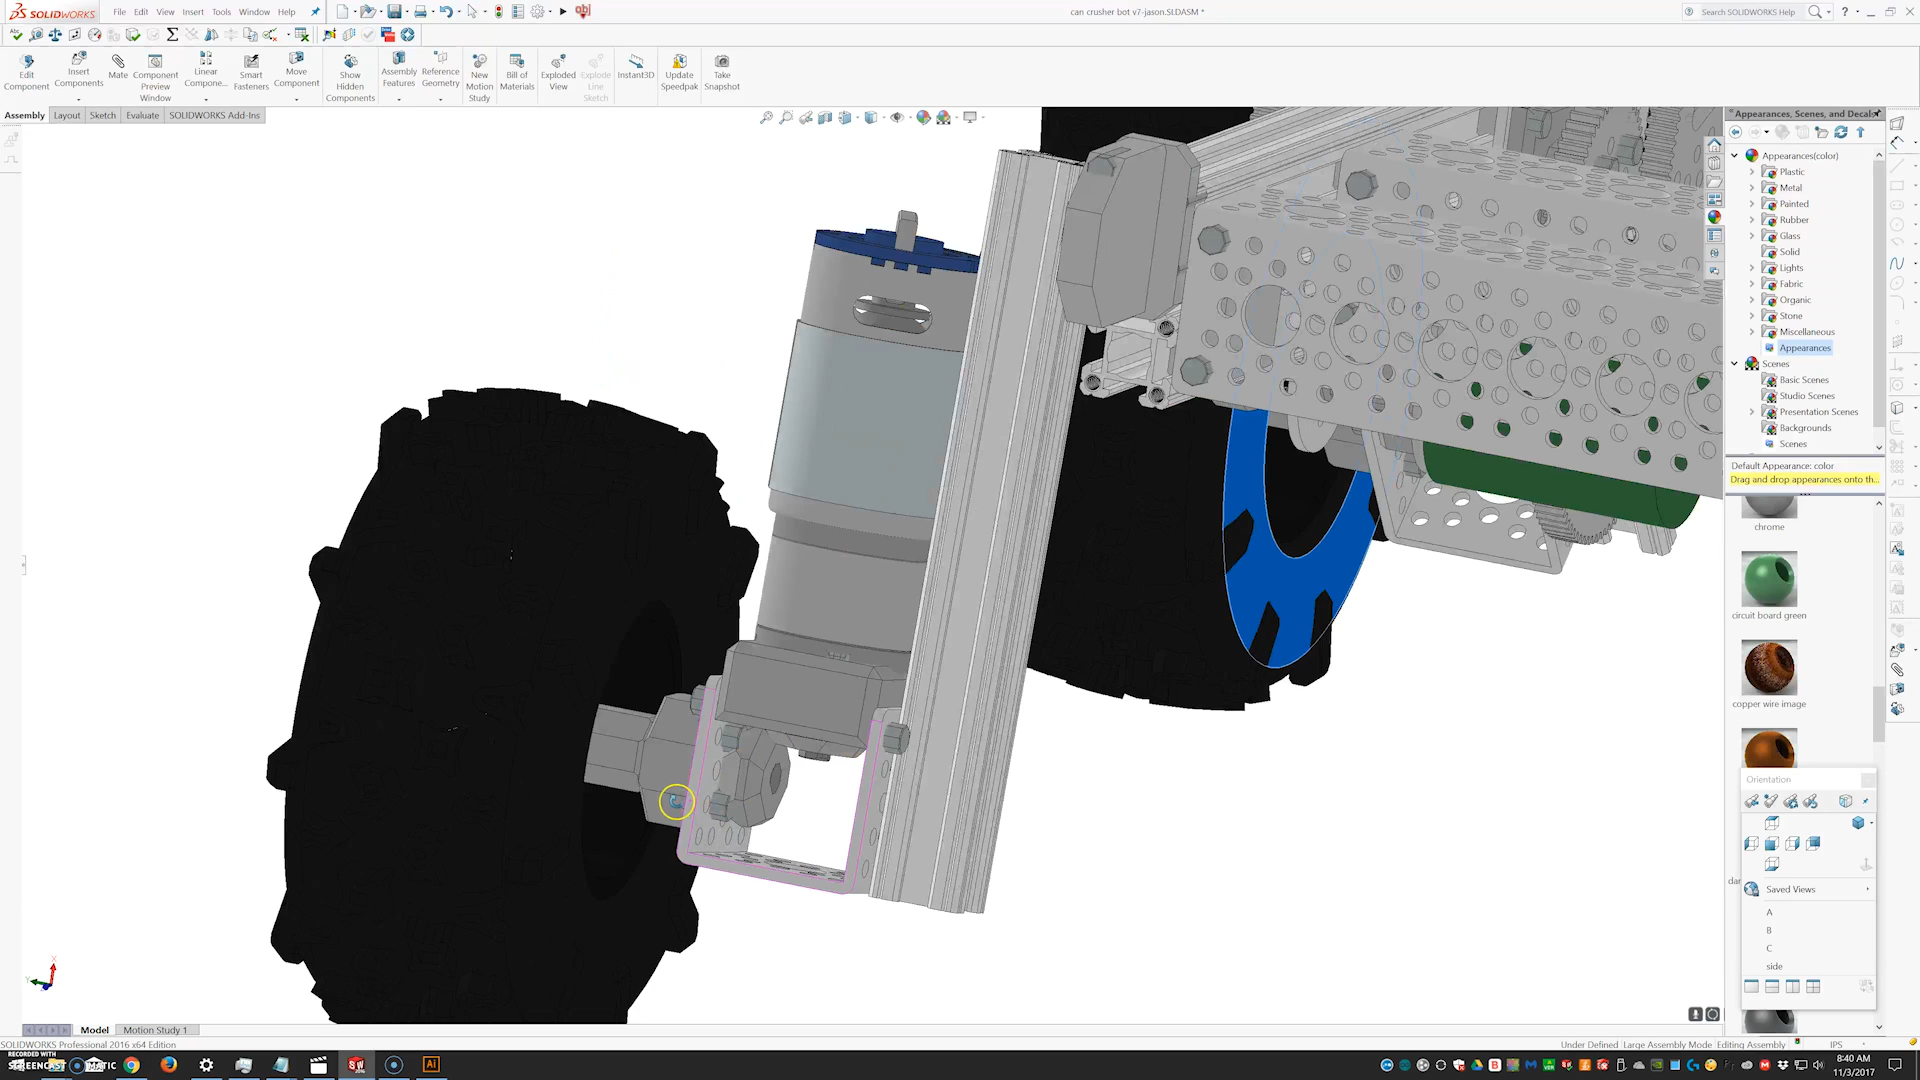 SOLIDWORKS
File Edit View Insert Tools Window Help
can crusher bot v7-jason.SLDASM *
Search SOLIDWORKS Help
Edit Component
Insert Components
Mate
Component Preview Window
Linear Compone...
Smart Fasteners
Move Component
Show Hidden Components
Assembly Features
Reference Geometry
New Motion Study
Bill of Materials
Exploded View
Explode Line Sketch
Instant3D
Update Speedpak
Take Snapshot
Assembly Layout Sketch Evaluate SOLIDWORKS Add-Ins
Appearances, Scenes, and Decals
Appearances(color)
Plastic
Metal
Painted
Rubber
Glass
Solid
Lights
Fabric
Organic
Stone
Miscellaneous
Appearances
Scenes
Basic Scenes
Studio Scenes
Presentation Scenes
Backgrounds
Scenes
Default Appearance: color
Drag and drop appearances onto th...
chrome
circuit board green
copper wire image
Orientation
Saved Views
A
B
C
side
Model Motion Study 1
SOLIDWORKS Professional 2016 x64 Edition
Under Defined Large Assembly Mode Editing Assembly IPS
RECORDED WITH
SCREENCAST MATIC
8:40 AM
11/3/2017